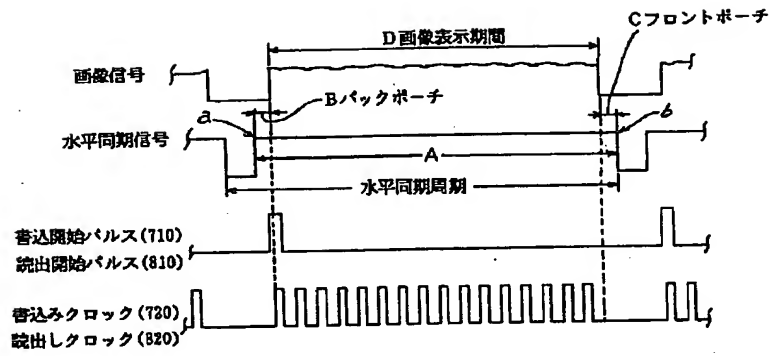 Cフロントポーチ
D画像表示期間
画像信号
Bバックポーチ
a
b
水平同期信号
A
水平同期周期
書込開始パルス(710)
読出開始パルス(810)
書込みクロック(720)
読出しクロック(820)